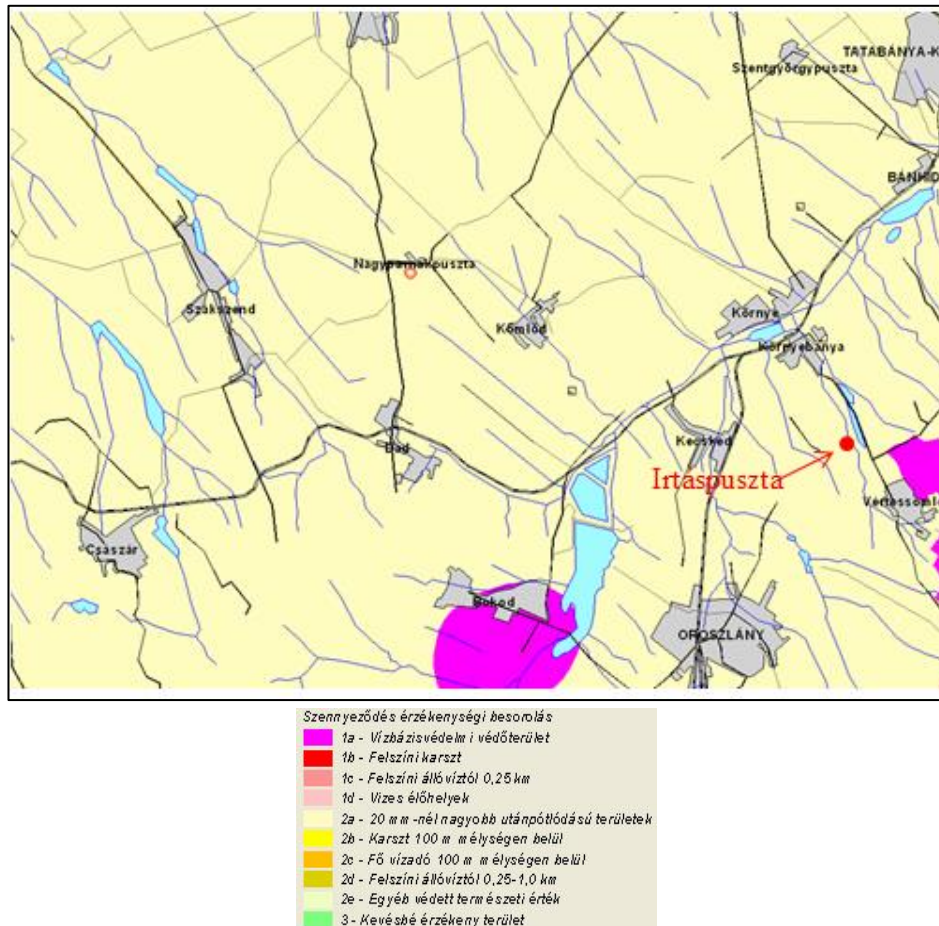 TATABÁNYA-K
Szentgyörgypuszta
BÁNHID
Nagyparnakpuszta
Szákszend
Kömlőd
Környe
Környebánya
Dad
Kecskéd
Irtáspuszta
Vértessomló
Császár
Bokod
OROSZLÁNY
Szennyeződés érzékenységi besorolás
1a - Vízbázisvédelmi védőterület
1b - Felszíni karszt
1c - Felszíni állóvíztől 0,25 km
1d - Vizes élőhelyek
2a - 20 mm-nél nagyobb utánpótlódású területek
2b - Karszt 100 m mélységen belül
2c - Fő vízadó 100 m mélységen belül
2d - Felszíni állóvíztől 0,25-1,0 km
2e - Egyéb védett természeti érték
3 - Kevésbé érzékeny terület